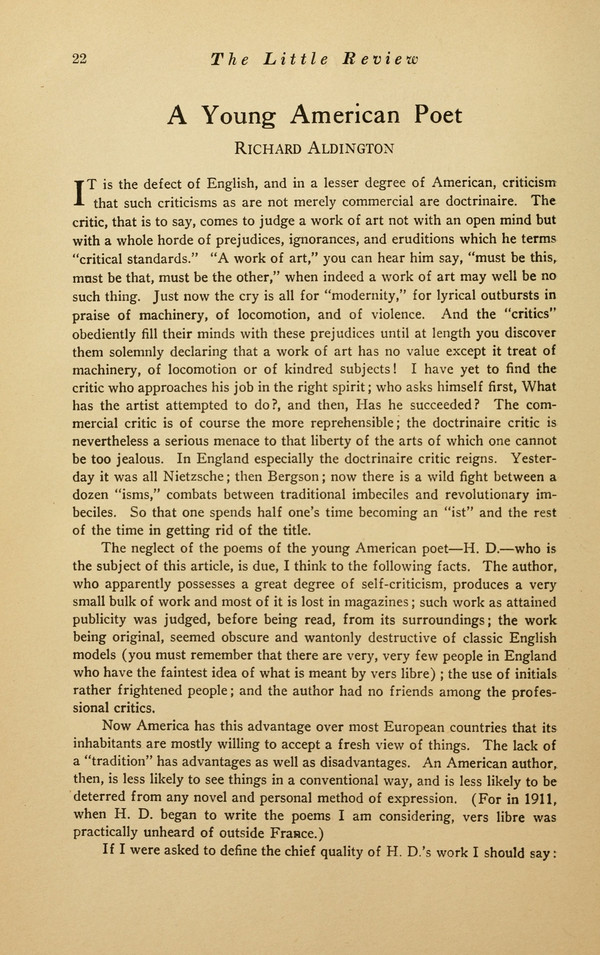 22
The Little Review
A Young American Poet
RICHARD ALDINGTON
IT is the defect of English, and in a lesser degree of American, criticism
that such criticisms as are not merely commercial are doctrinaire. The
critic, that is to say, comes to judge a work of art not with an open mind but
with a whole horde of prejudices, ignorances, and eruditions which he terms
“critical standards.” “A work of art,” you can hear him say, “must be this,
must be that, must be the other,” when indeed a work of art may well be no
such thing. Just now the cry is all for “modernity,” for lyrical outbursts in
praise of machinery, of locomotion, and of violence. And the “critics”
obediently fill their minds with these prejudices until at length you discover
them solemnly declaring that a work of art has no value except it treat of
machinery, of locomotion or of kindred subjects! I have yet to find the
critic who approaches his job in the right spirit; who asks himself first, What
has the artist attempted to do?, and then, Has he succeeded? The com-
mercial critic is of course the more reprehensible; the doctrinaire critic is
nevertheless a serious menace to that liberty of the arts of which one cannot
be too jealous. In England especially the doctrinaire critic reigns. Yester-
day it was all Nietzsche; then Bergson; now there is a wild fight between a
dozen “isms,” combats between traditional imbeciles and revolutionary im-
beciles. So that one spends half one’s time becoming an “ist” and the rest
of the time in getting rid of the title.
The neglect of the poems of the young American poet—H. D.—who is
the subject of this article, is due, I think to the following facts. The author,
who apparently possesses a great degree of self-criticism, produces a very
small bulk of work and most of it is lost in magazines; such work as attained
publicity was judged, before being read, from its surroundings; the work
being original, seemed obscure and wantonly destructive of classic English
models (you must remember that there are very, very few people in England
who have the faintest idea of what is meant by vers libre); the use of initials
rather frightened people; and the author had no friends among the profes-
sional critics.
Now America has this advantage over most European countries that its
inhabitants are mostly willing to accept a fresh view of things. The lack of
a “tradition” has advantages as well as disadvantages. An American author,
then, is less likely to see things in a conventional way, and is less likely to be
deterred from any novel and personal method of expression. (For in 1911,
when H. D. began to write the poems I am considering, vers libre was
practically unheard of outside France.)
If I were asked to define the chief quality of H. D.’s work I should say: